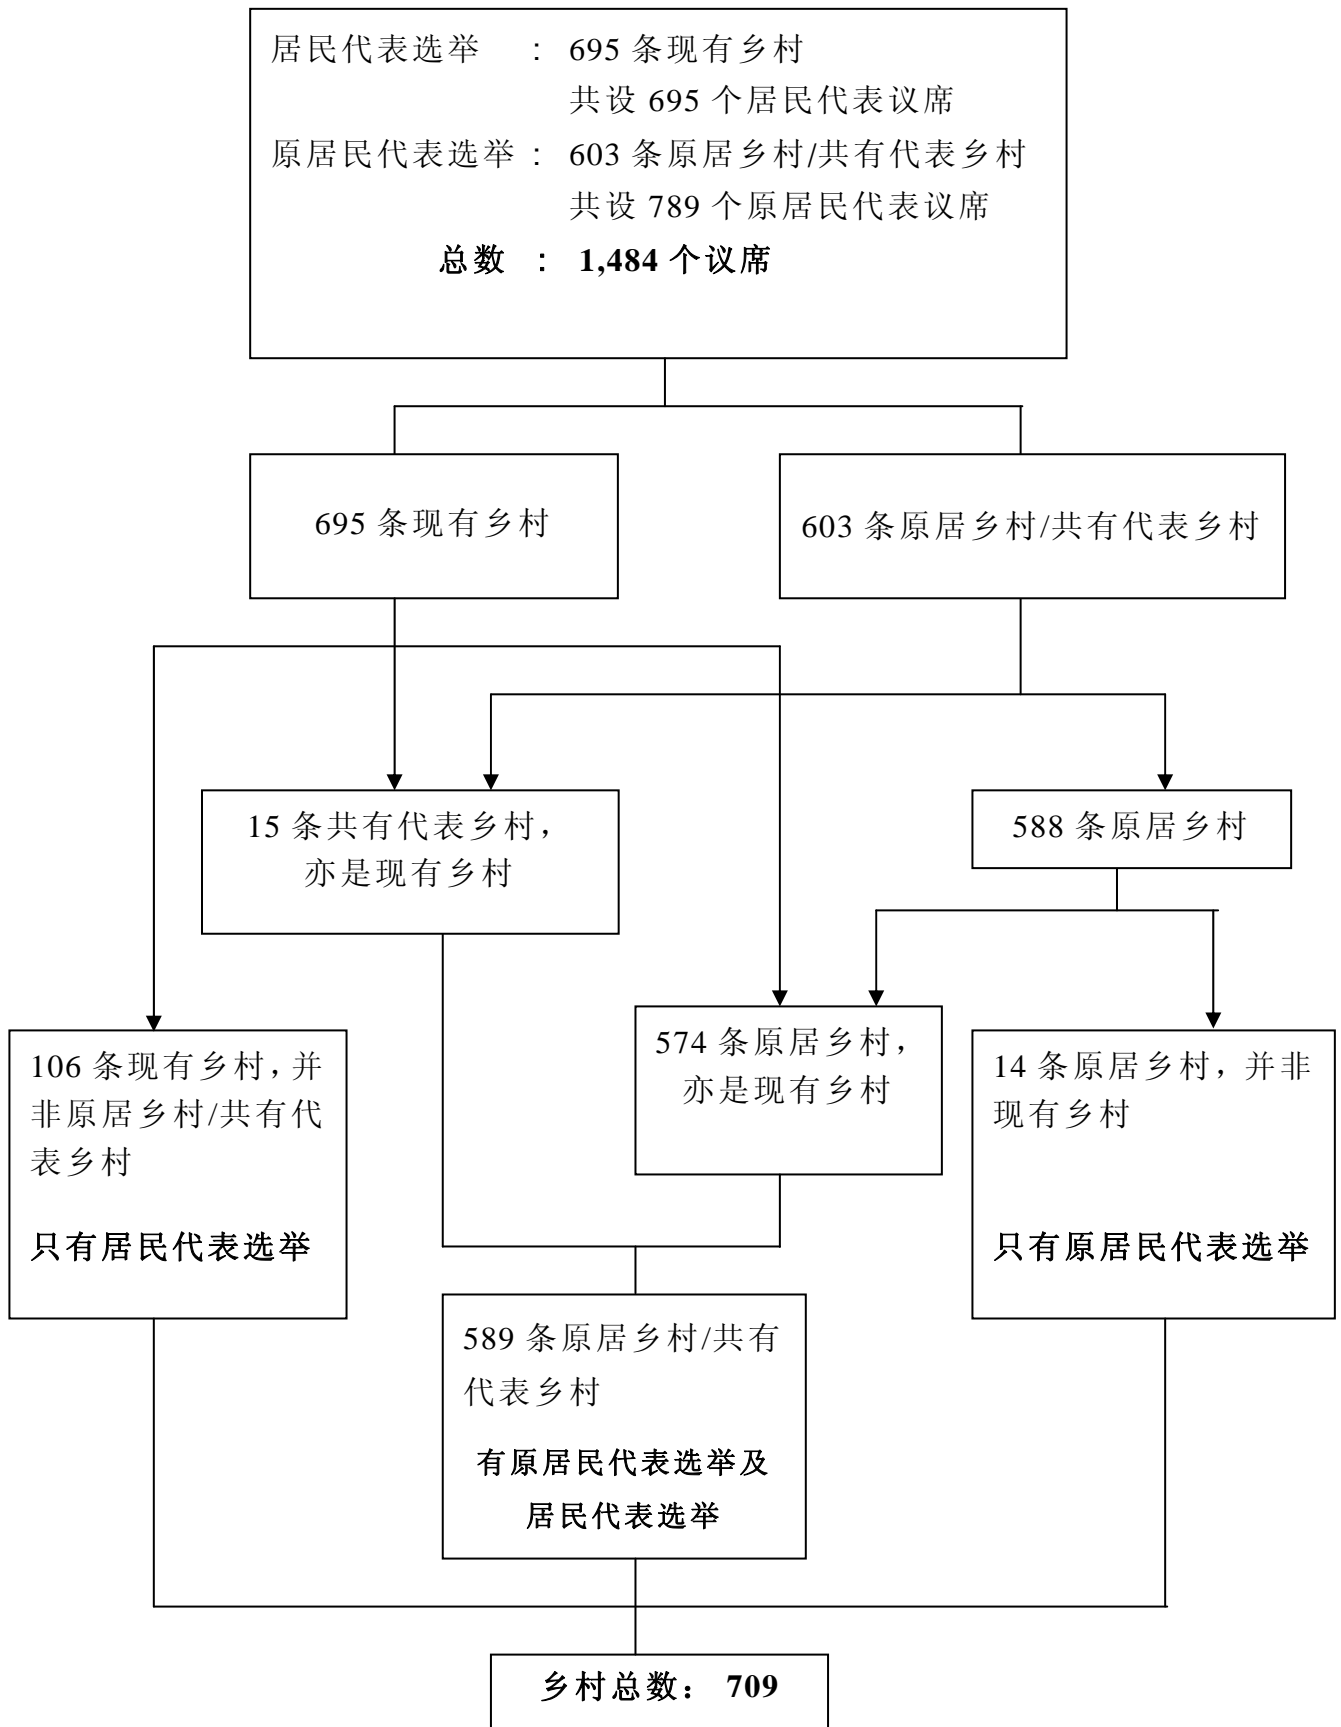 居民代表选举 : 695 条现有乡村
共设 695 个居民代表议席
原居民代表选举 : 603 条原居乡村/共有代表乡村
共设 789 个原居民代表议席
总数 : 1,484 个议席
695 条现有乡村
603 条原居乡村/共有代表乡村
15 条共有代表乡村，
亦是现有乡村
588 条原居乡村
106 条现有乡村，并
非原居乡村/共有代
表乡村
只有居民代表选举
574 条原居乡村，
亦是现有乡村
14 条原居乡村，并非
现有乡村
只有原居民代表选举
589 条原居乡村/共有
代表乡村
有原居民代表选举及
居民代表选举
乡村总数： 709